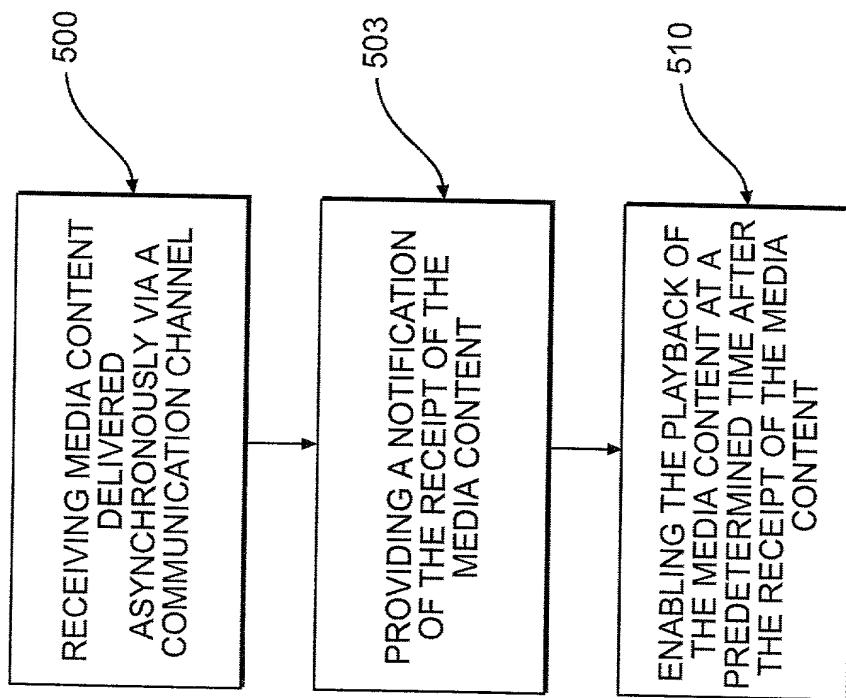 500
RECEIVING MEDIA CONTENT
DELIVERED
ASYNCHRONOUSLY VIA A
COMMUNICATION CHANNEL
503
PROVIDING A NOTIFICATION
OF THE RECEIPT OF THE
MEDIA CONTENT
510
ENABLING THE PLAYBACK OF
THE MEDIA CONTENT AT A
PREDETERMINED TIME AFTER
THE RECEIPT OF THE MEDIA
CONTENT